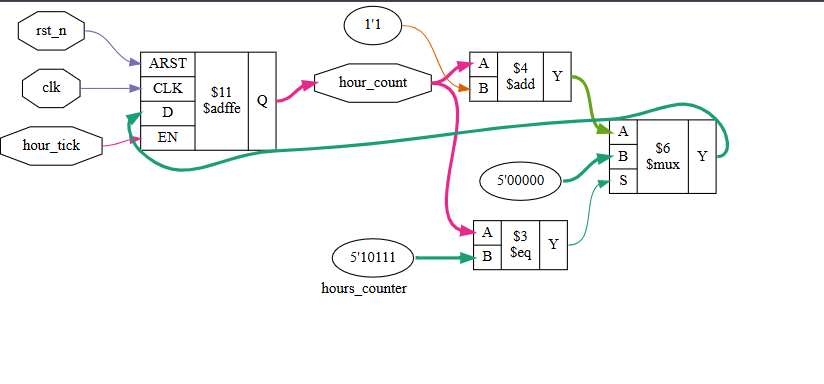 rst_n
clk
hour_tick
ARST
CLK
D
EN
$11
$adffe
Q
hour_count
1'1
A
B
$4
$add
Y
5'00000
A
B
S
$6
$mux
Y
5'10111
A
B
$3
$eq
Y
hours_counter